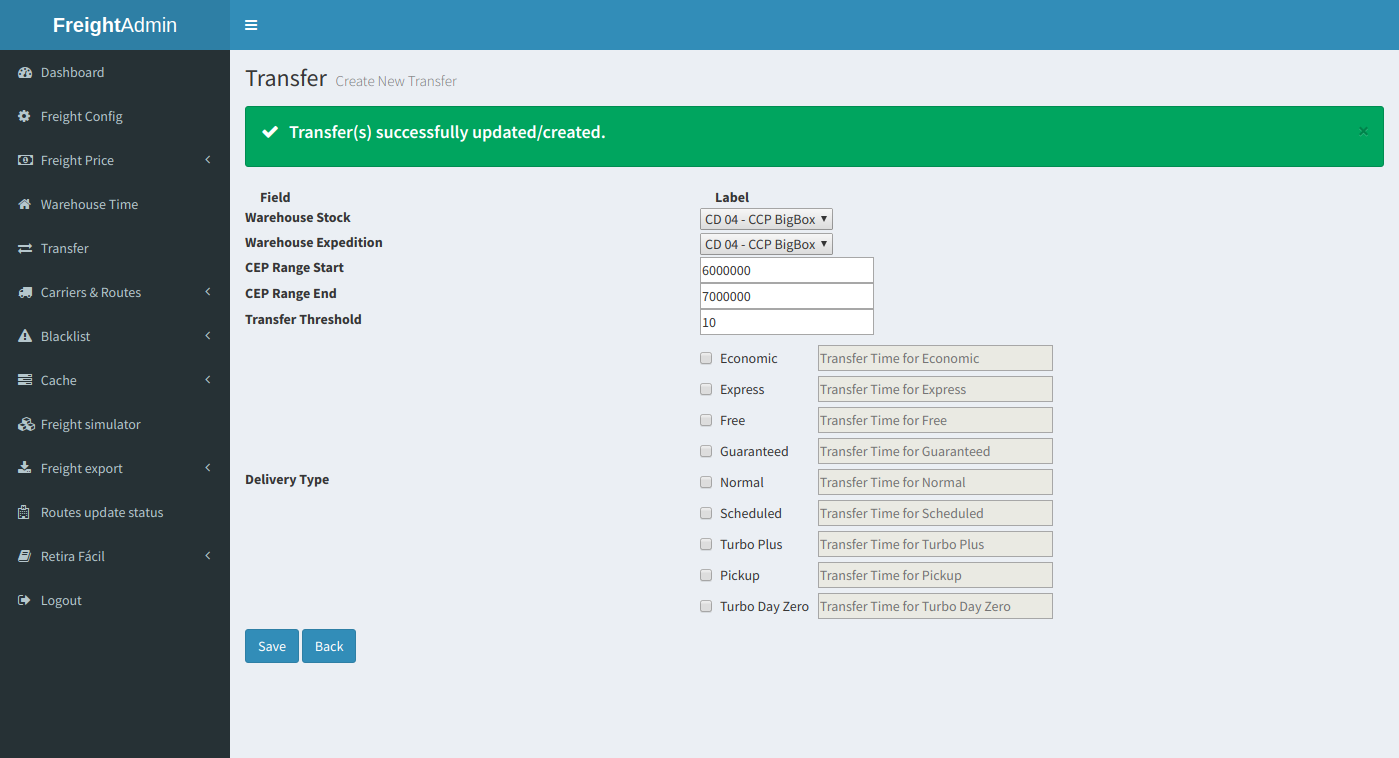 FreightAdmin
Dashboard
Freight Config
Freight Price
Warehouse Time
Transfer
Carriers & Routes
Blacklist
Cache
Freight simulator
Freight export
Routes update status
Retira Fácil
Logout
Transfer Create New Transfer
Transfer(s) successfully updated/created.
×
Field Label
Warehouse Stock CD 04 - CCP BigBox
Warehouse Expedition CD 04 - CCP BigBox
CEP Range Start 6000000
CEP Range End 7000000
Transfer Threshold 10
Delivery Type
Economic Transfer Time for Economic
Express Transfer Time for Express
Free Transfer Time for Free
Guaranteed Transfer Time for Guaranteed
Normal Transfer Time for Normal
Scheduled Transfer Time for Scheduled
Turbo Plus Transfer Time for Turbo Plus
Pickup Transfer Time for Pickup
Turbo Day Zero Transfer Time for Turbo Day Zero
Save Back